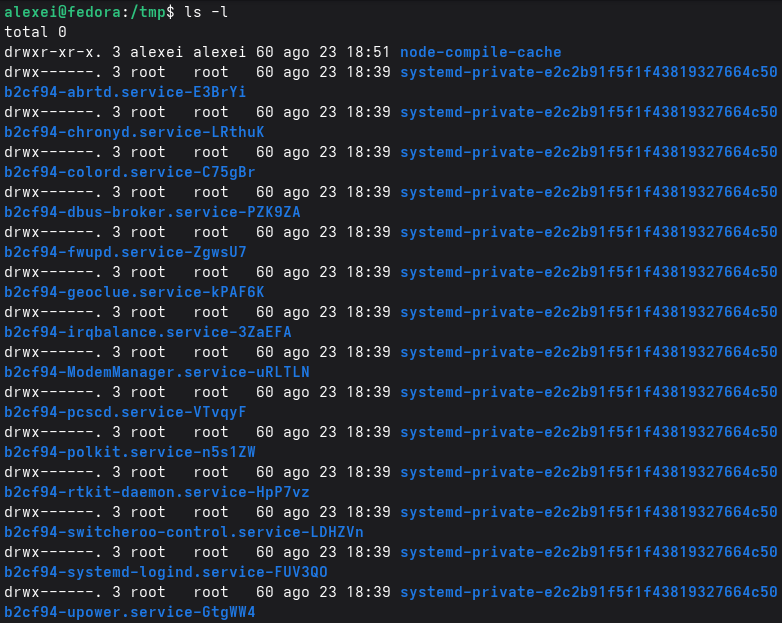 alexei@fedora:/tmp$ ls -l
total 0
drwxr-xr-x. 3 alexei alexei 60 ago 23 18:51 node-compile-cache
drwx------. 3 root   root   60 ago 23 18:39 systemd-private-e2c2b91f5f1f43819327664c50
b2cf94-abrtd.service-E3BrYi
drwx------. 3 root   root   60 ago 23 18:39 systemd-private-e2c2b91f5f1f43819327664c50
b2cf94-chronyd.service-LRthuK
drwx------. 3 root   root   60 ago 23 18:39 systemd-private-e2c2b91f5f1f43819327664c50
b2cf94-colord.service-C75gBr
drwx------. 3 root   root   60 ago 23 18:39 systemd-private-e2c2b91f5f1f43819327664c50
b2cf94-dbus-broker.service-PZK9ZA
drwx------. 3 root   root   60 ago 23 18:39 systemd-private-e2c2b91f5f1f43819327664c50
b2cf94-fwupd.service-ZgwsU7
drwx------. 3 root   root   60 ago 23 18:39 systemd-private-e2c2b91f5f1f43819327664c50
b2cf94-geoclue.service-kPAF6K
drwx------. 3 root   root   60 ago 23 18:39 systemd-private-e2c2b91f5f1f43819327664c50
b2cf94-irqbalance.service-3ZaEFA
drwx------. 3 root   root   60 ago 23 18:39 systemd-private-e2c2b91f5f1f43819327664c50
b2cf94-ModemManager.service-uRLTLN
drwx------. 3 root   root   60 ago 23 18:39 systemd-private-e2c2b91f5f1f43819327664c50
b2cf94-pcscd.service-VTvqyF
drwx------. 3 root   root   60 ago 23 18:39 systemd-private-e2c2b91f5f1f43819327664c50
b2cf94-polkit.service-n5s1ZW
drwx------. 3 root   root   60 ago 23 18:39 systemd-private-e2c2b91f5f1f43819327664c50
b2cf94-rtkit-daemon.service-HpP7vz
drwx------. 3 root   root   60 ago 23 18:39 systemd-private-e2c2b91f5f1f43819327664c50
b2cf94-switcheroo-control.service-LDHZVn
drwx------. 3 root   root   60 ago 23 18:39 systemd-private-e2c2b91f5f1f43819327664c50
b2cf94-systemd-logind.service-FUV3QO
drwx------. 3 root   root   60 ago 23 18:39 systemd-private-e2c2b91f5f1f43819327664c50
b2cf94-upower.service-GtgWW4